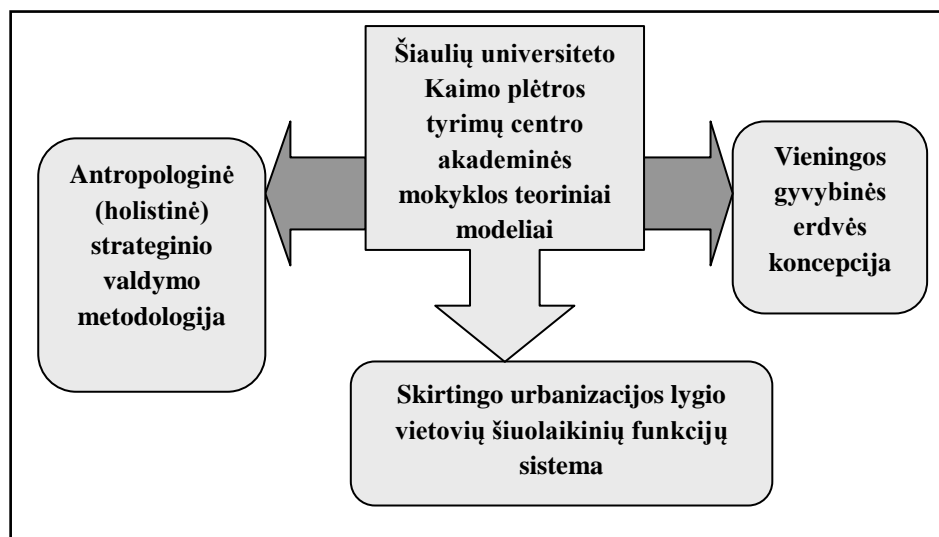 Šiaulių universiteto
Kaimo plėtros
tyrimų centro
akademinės
mokyklos teoriniai
modeliai
Antropologinė
(holistinė)
strateginio
valdymo
metodologija
Vieningos
gyvybinės
erdvės
koncepcija
Skirtingo urbanizacijos lygio
vietovių šiuolaikinių funkcijų
sistema